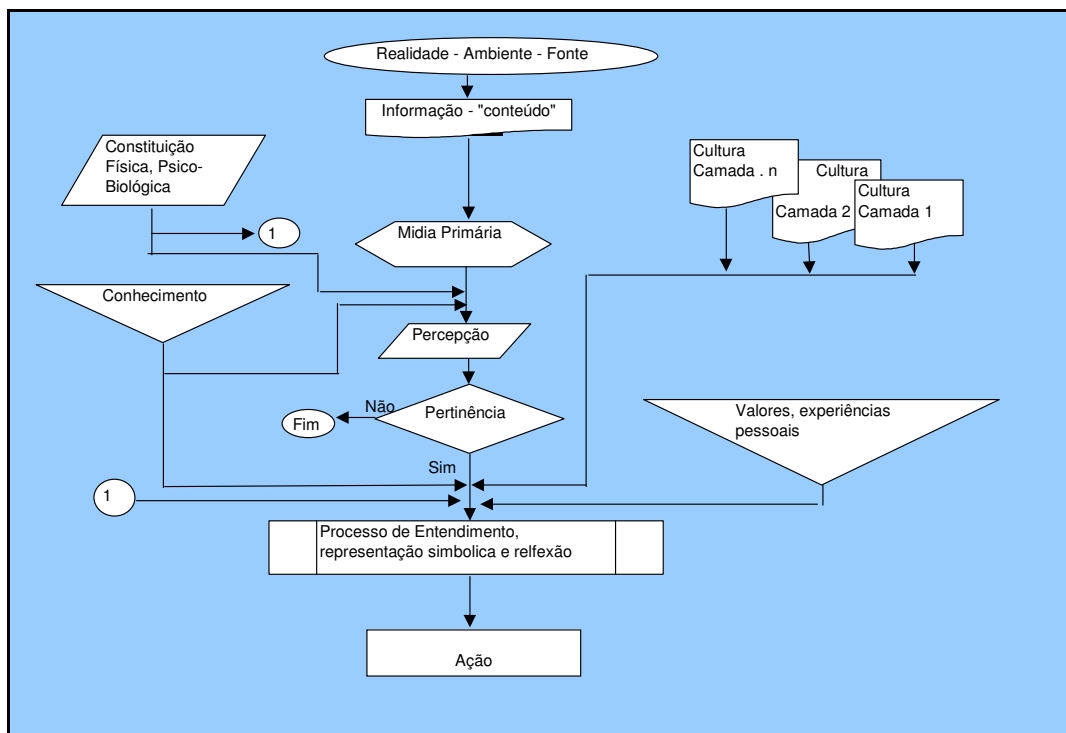 Realidade - Ambiente - Fonte
Informação - "conteúdo"
Constituição
Física, Psico-
Biológica
1
Midia Primária
Cultura
Camada . n
Cultura
Camada 2
Cultura
Camada 1
Conhecimento
Percepção
Não
Pertinência
Fim
Valores, experiências
pessoais
Sim
1
Processo de Entendimento,
representação simbolica e relfexão
Ação